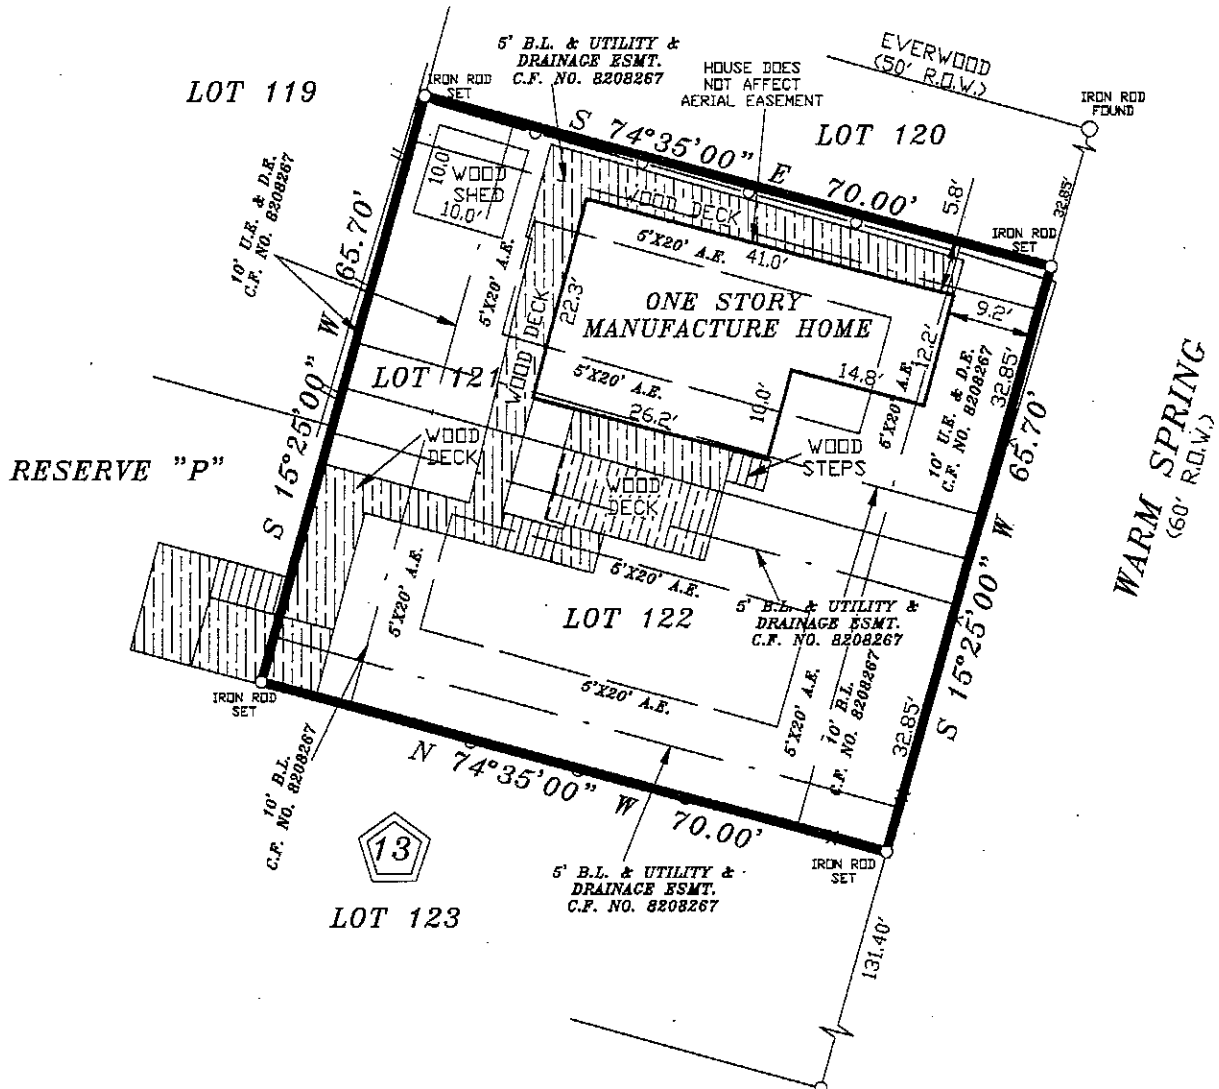 EVERWOOD
(50' R.O.W.)
IRON ROD
FOUND
5' B.L. & UTILITY &
DRAINAGE ESMT.
C.F. NO. 8208267
HOUSE DOES
NOT AFFECT
AERIAL EASEMENT
LOT 119
IRON ROD
SET
LOT 120
S 74°35'00" E 70.00'
32.85'
5.8'
IRON ROD
SET
10' U.E. & D.E.
C.F. NO. 8208267
10.0'
WOOD
SHED
10.0'
WOOD DECK
5'X20' A.E.
41.0'
5'X20' A.E.
22.3'
WOOD DECK
ONE STORY
MANUFACTURE HOME
9.2'
12.2'
14.8'
10.0'
5'X20' A.E.
26.2'
5'X20' A.E.
10' U.E. & D.E.
C.F. NO. 8208267
32.85'
S 15°25'00" W 65.70'
LOT 121
WOOD
DECK
WOOD
STEPS
WOOD
DECK
RESERVE "P"
S 15°25'00" W 65.70'
WARM SPRING
(60' R.O.W.)
5'X20' A.E.
5'X20' A.E.
LOT 122
5' B.L. & UTILITY &
DRAINAGE ESMT.
C.F. NO. 8208267
5'X20' A.E.
5'X20' A.E.
10' B.L.
C.F. NO. 8208267
32.85'
IRON ROD
SET
10' B.L.
C.F. NO. 8208267
N 74°35'00" W 70.00'
IRON ROD
SET
13
5' B.L. & UTILITY &
DRAINAGE ESMT.
C.F. NO. 8208267
LOT 123
131.40'